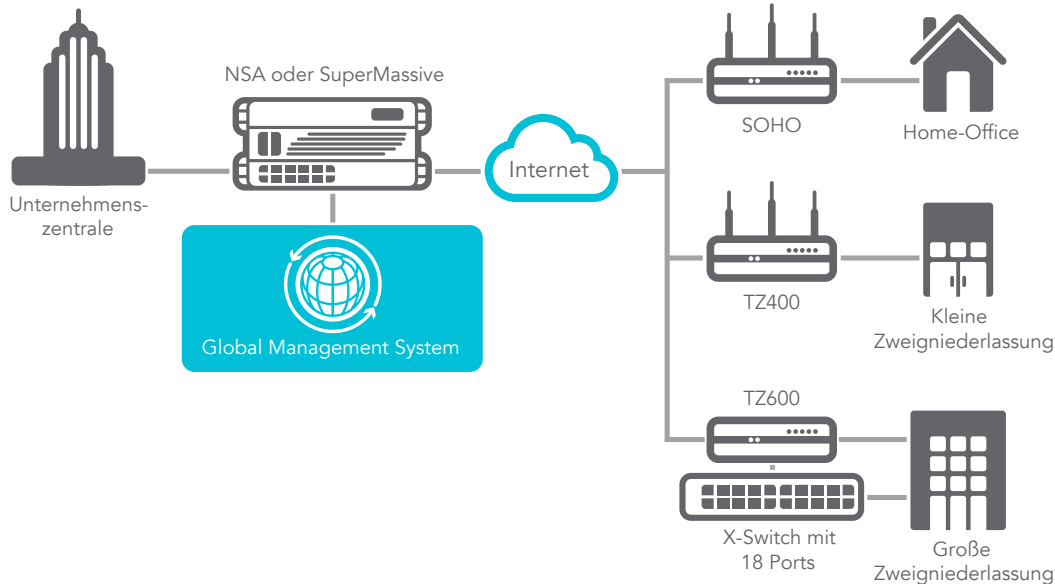 NSA oder SuperMassive
Unternehmens-
zentrale
Global Management System
Internet
SOHO
Home-Office
TZ400
Kleine
Zweigniederlassung
TZ600
X-Switch mit
18 Ports
Große
Zweigniederlassung